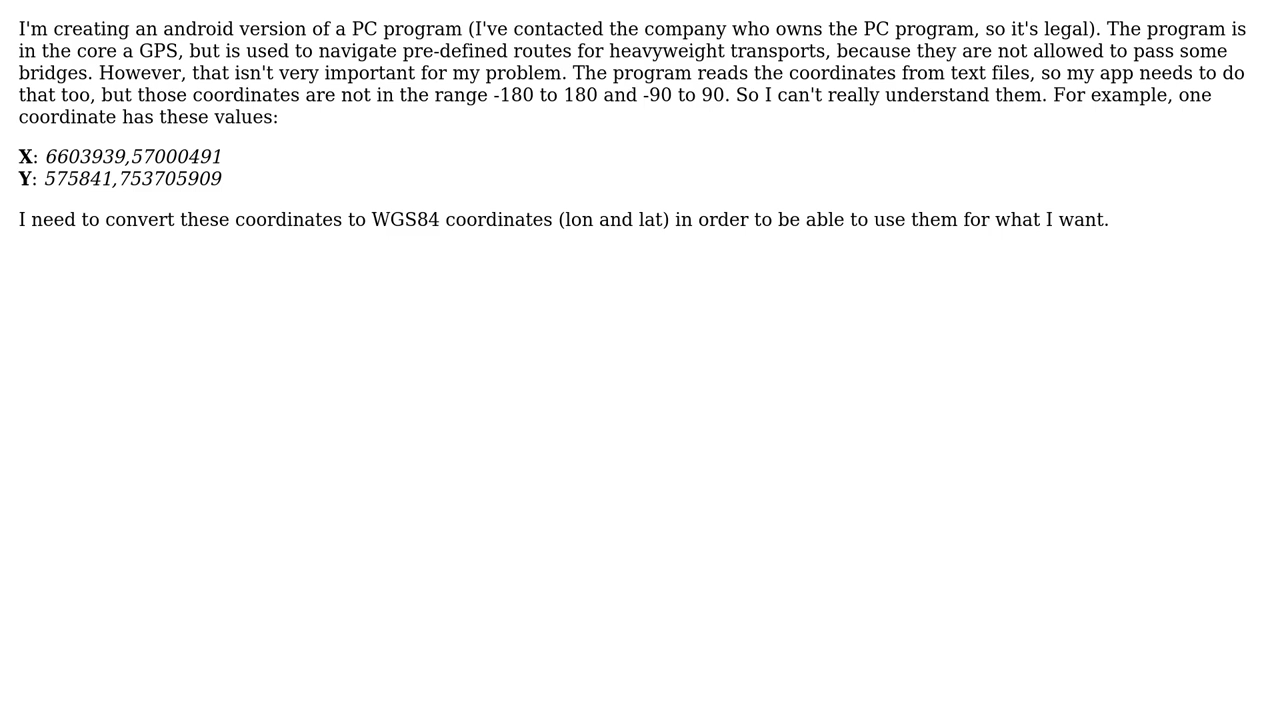 I'm creating an android version of a PC program (I've contacted the company who owns the PC program, so it's legal). The program is
in the core a GPS, but is used to navigate pre-defined routes for heavyweight transports, because they are not allowed to pass some
bridges. However, that isn't very important for my problem. The program reads the coordinates from text files, so my app needs to do
that too, but those coordinates are not in the range -180 to 180 and -90 to 90. So I can't really understand them. For example, one
coordinate has these values:
X: 6603939,57000491
Y: 575841,753705909
I need to convert these coordinates to WGS84 coordinates (lon and lat) in order to be able to use them for what I want.